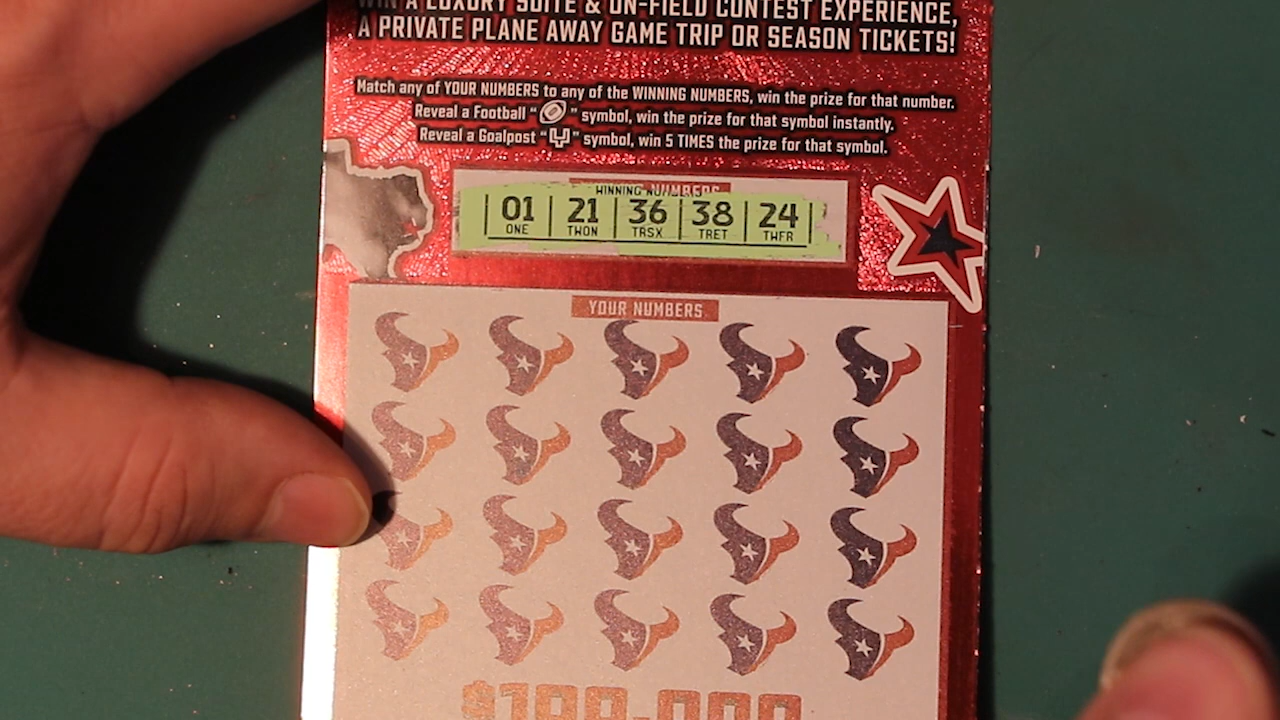 WIN A LUXURY SUITE & ON-FIELD CONTEST EXPERIENCE,
A PRIVATE PLANE AWAY GAME TRIP OR SEASON TICKETS!
Match any of YOUR NUMBERS to any of the WINNING NUMBERS, win the prize for that number.
Reveal a Football " " symbol, win the prize for that symbol instantly.
Reveal a Goalpost " " symbol, win 5 TIMES the prize for that symbol.
WINNING NUMBERS
01 21 36 38 24
ONE TWON TRSX TRET TWFR
YOUR NUMBERS